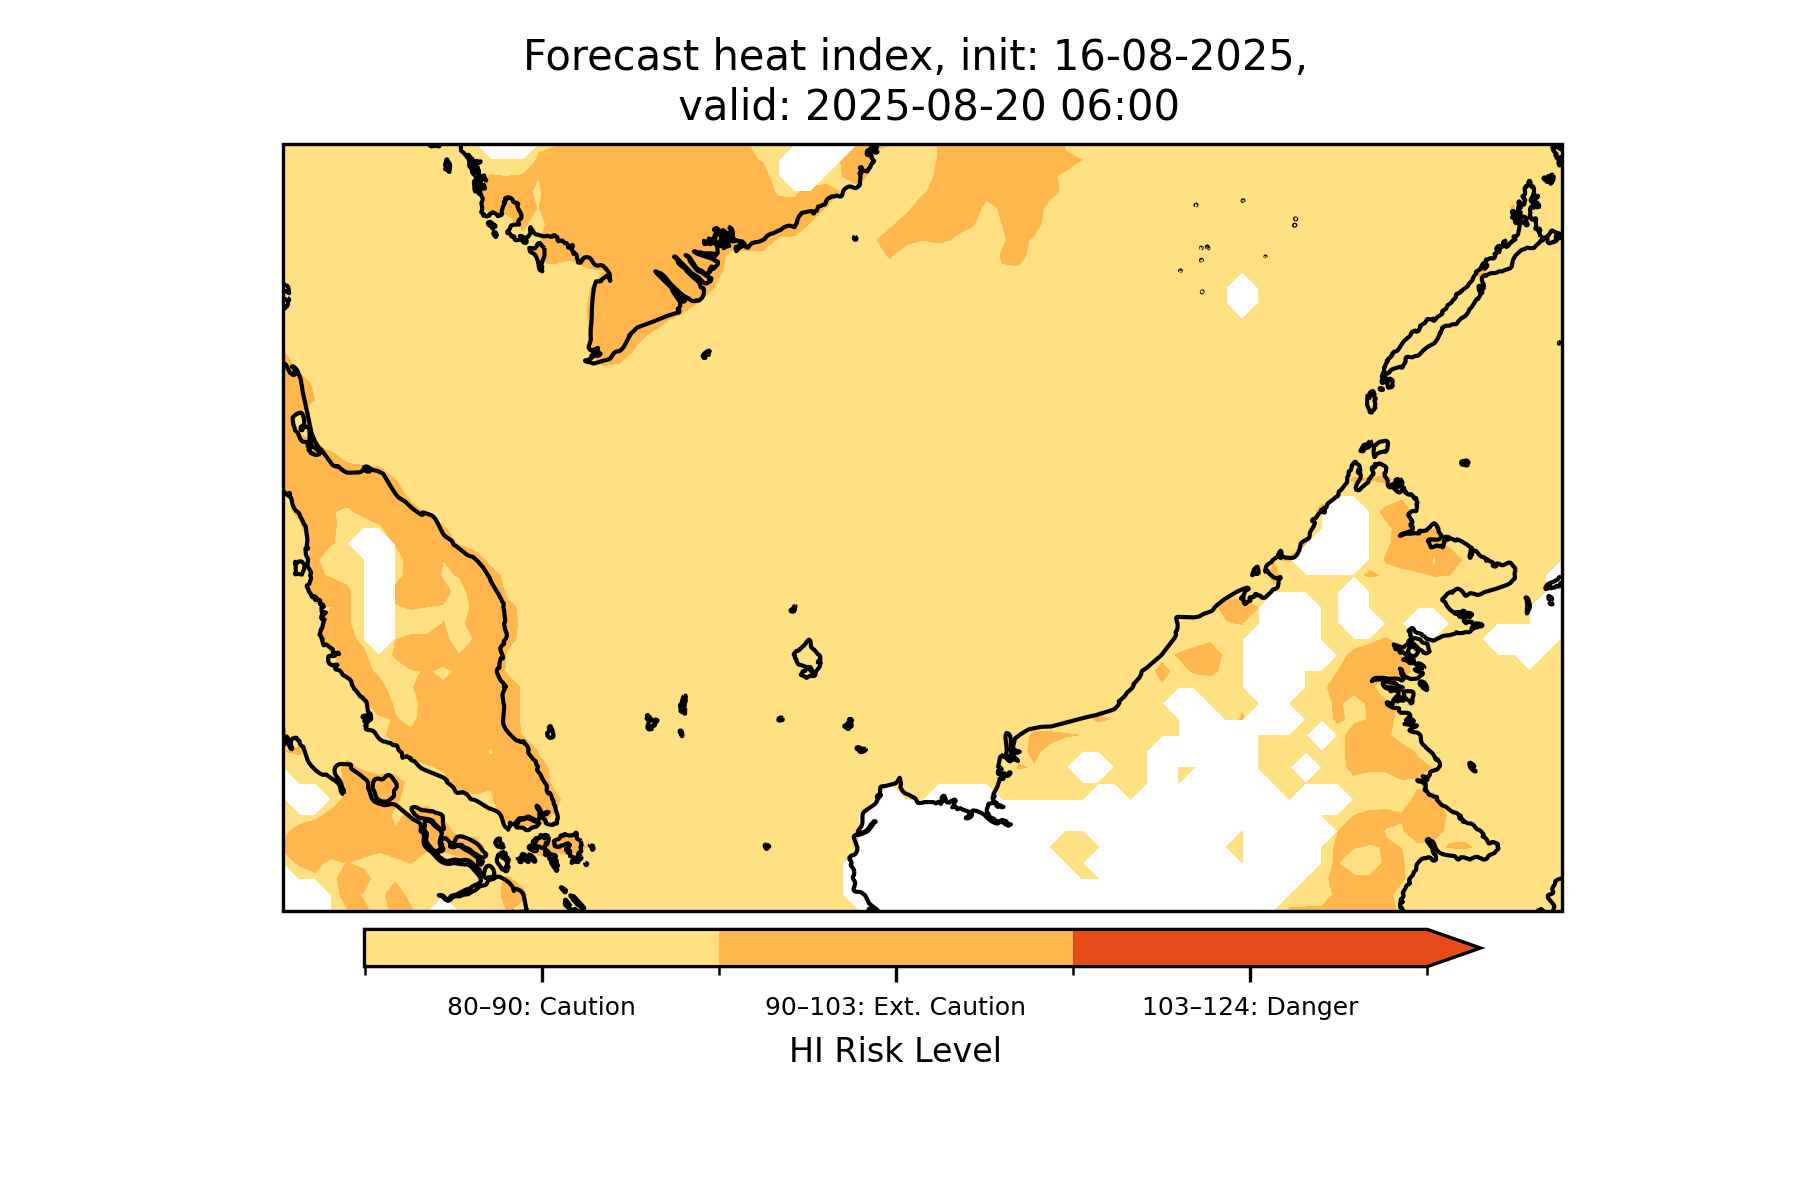 Forecast heat index, init: 16-08-2025,
valid: 2025-08-20 06:00
80–90: Caution
90–103: Ext. Caution
103–124: Danger
HI Risk Level